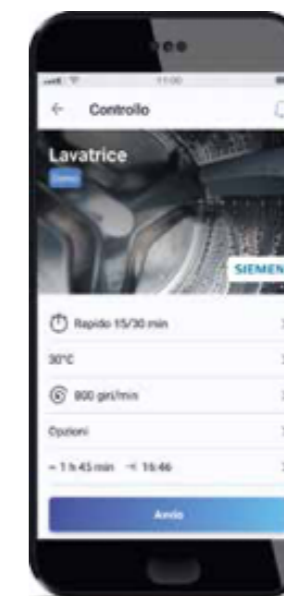 11:00
Controllo
Lavatrice
SIEMEN
Rapido 15/30 min
30°C
800 giri/min
Opzioni
~ 1 h 45 min 16:46
Avvio